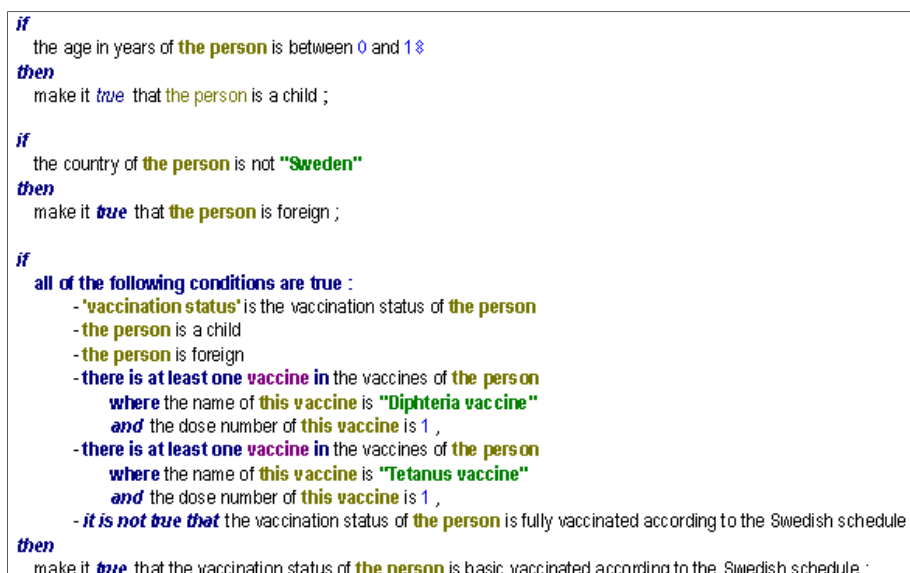 if
the age in years of the person is between 0 and 18
then
make it true that the person is a child ;
if
the country of the person is not "Sweden"
then
make it true that the person is foreign ;
if
all of the following conditions are true :
- 'vaccination status' is the vaccination status of the person
- the person is a child
- the person is foreign
- there is at least one vaccine in the vaccines of the person
where the name of this vaccine is "Diphteria vaccine"
and the dose number of this vaccine is 1 ,
- there is at least one vaccine in the vaccines of the person
where the name of this vaccine is "Tetanus vaccine"
and the dose number of this vaccine is 1 ,
- it is not true that the vaccination status of the person is fully vaccinated according to the Swedish schedule
then
make it true that the vaccination status of the person is basic vaccinated according to the Swedish schedule ;